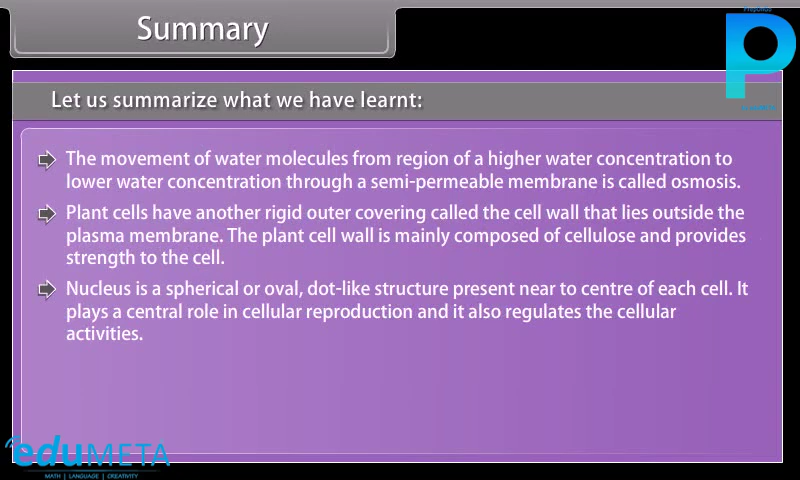 Summary
Let us summarize what we have learnt:
The movement of water molecules from region of a higher water concentration to
lower water concentration through a semi-permeable membrane is called osmosis.
Plant cells have another rigid outer covering called the cell wall that lies outside the
plasma membrane. The plant cell wall is mainly composed of cellulose and provides
strength to the cell.
Nucleus is a spherical or oval, dot-like structure present near to centre of each cell. It
plays a central role in cellular reproduction and it also regulates the cellular
activities.
eduMETA
MATH | LANGUAGE | CREATIVITY